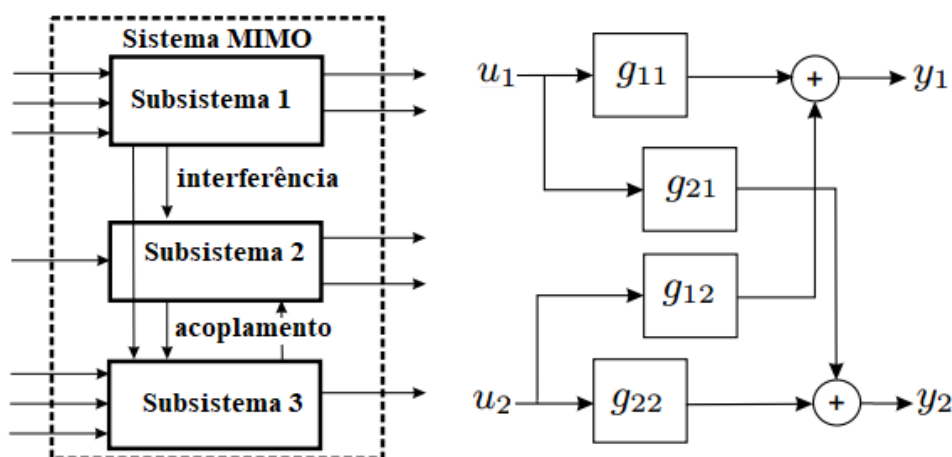 Sistema MIMO
Subsistema 1
interferência
Subsistema 2
acoplamento
Subsistema 3
u1
g11
+
y1
g21
g12
u2
g22
+
y2